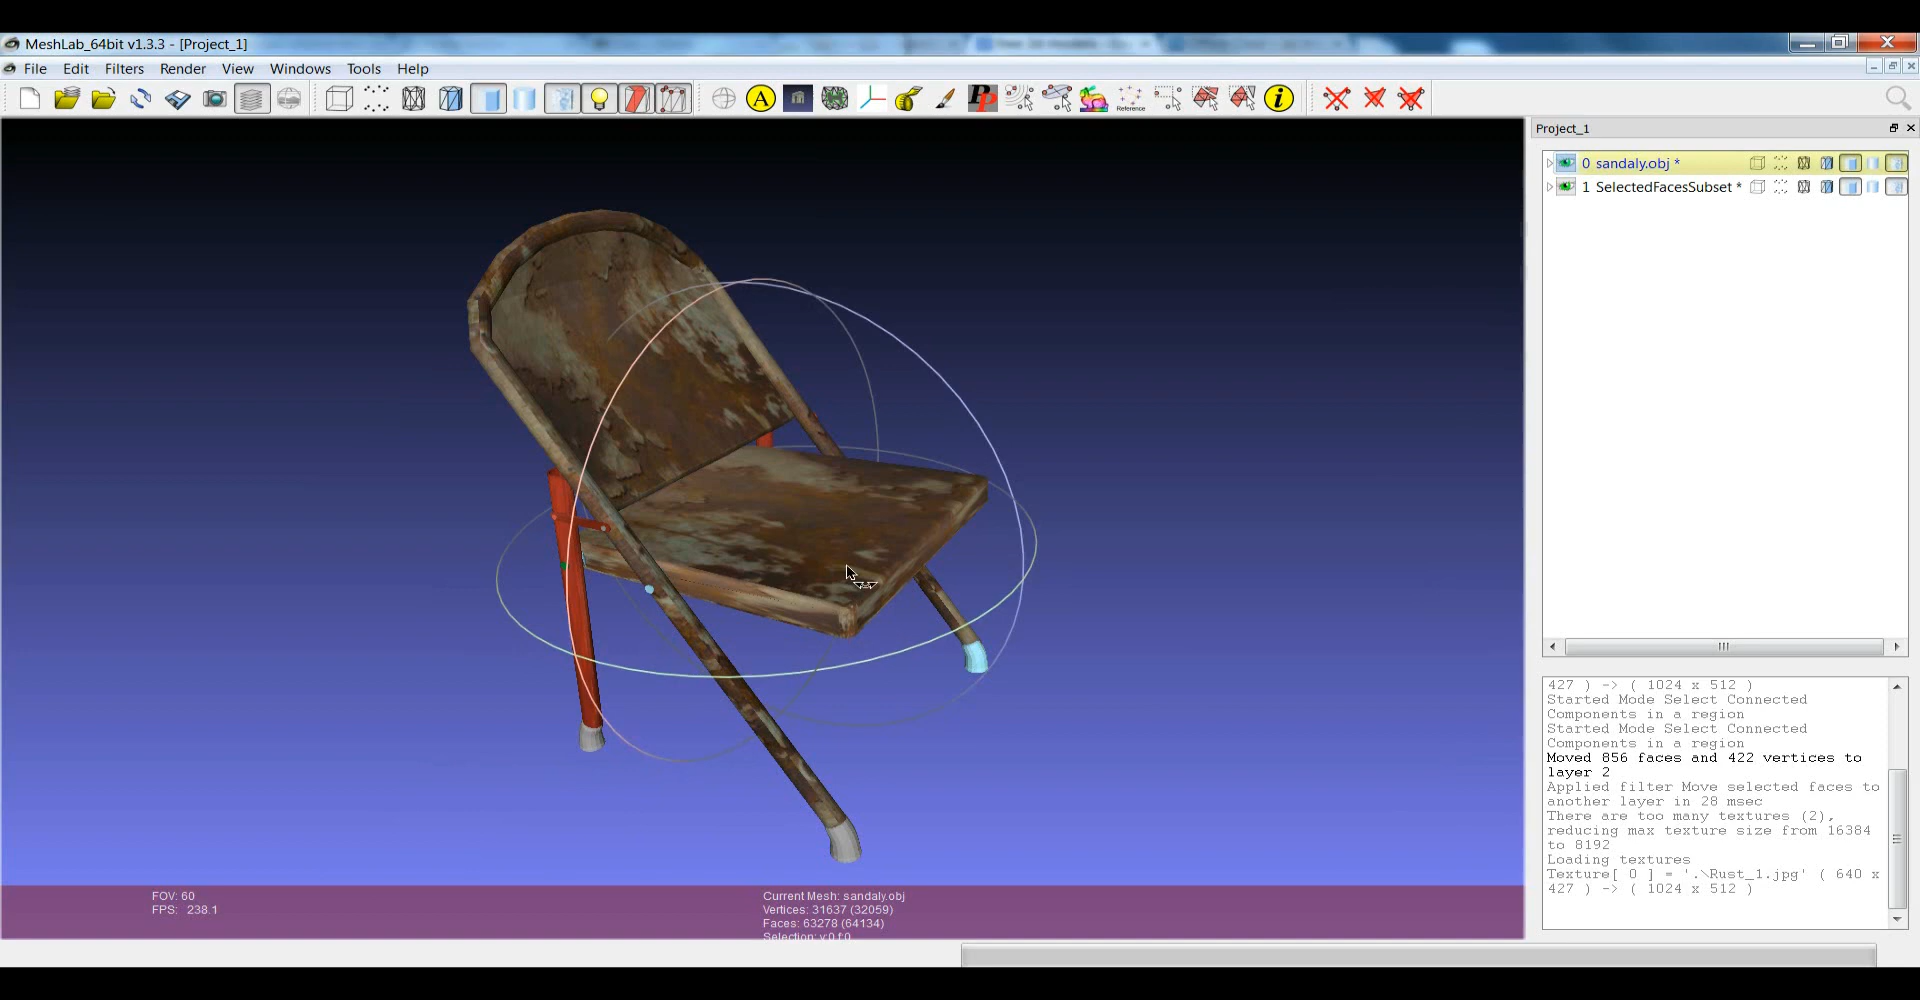 MeshLab_64bit v1.3.3 - [Project_1]
File Edit Filters Render View Windows Tools Help
A
PP
Reference
i
Project_1
0 sandaly.obj *
1 SelectedFacesSubset *
427 ) -> ( 1024 x 512 )
Started Mode Select Connected
Components in a region
Started Mode Select Connected
Components in a region
Moved 856 faces and 422 vertices to
layer 2
Applied filter Move selected faces to
another layer in 28 msec
There are too many textures (2),
reducing max texture size from 16384
to 8192
Loading textures
Texture[ 0 ] = '.\Rust_1.jpg' ( 640 x
427 ) -> ( 1024 x 512 )
FOV: 60
FPS: 238.1
Current Mesh: sandaly.obj
Vertices: 31637 (32059)
Faces: 63278 (64134)
Selection: v:0 f:0